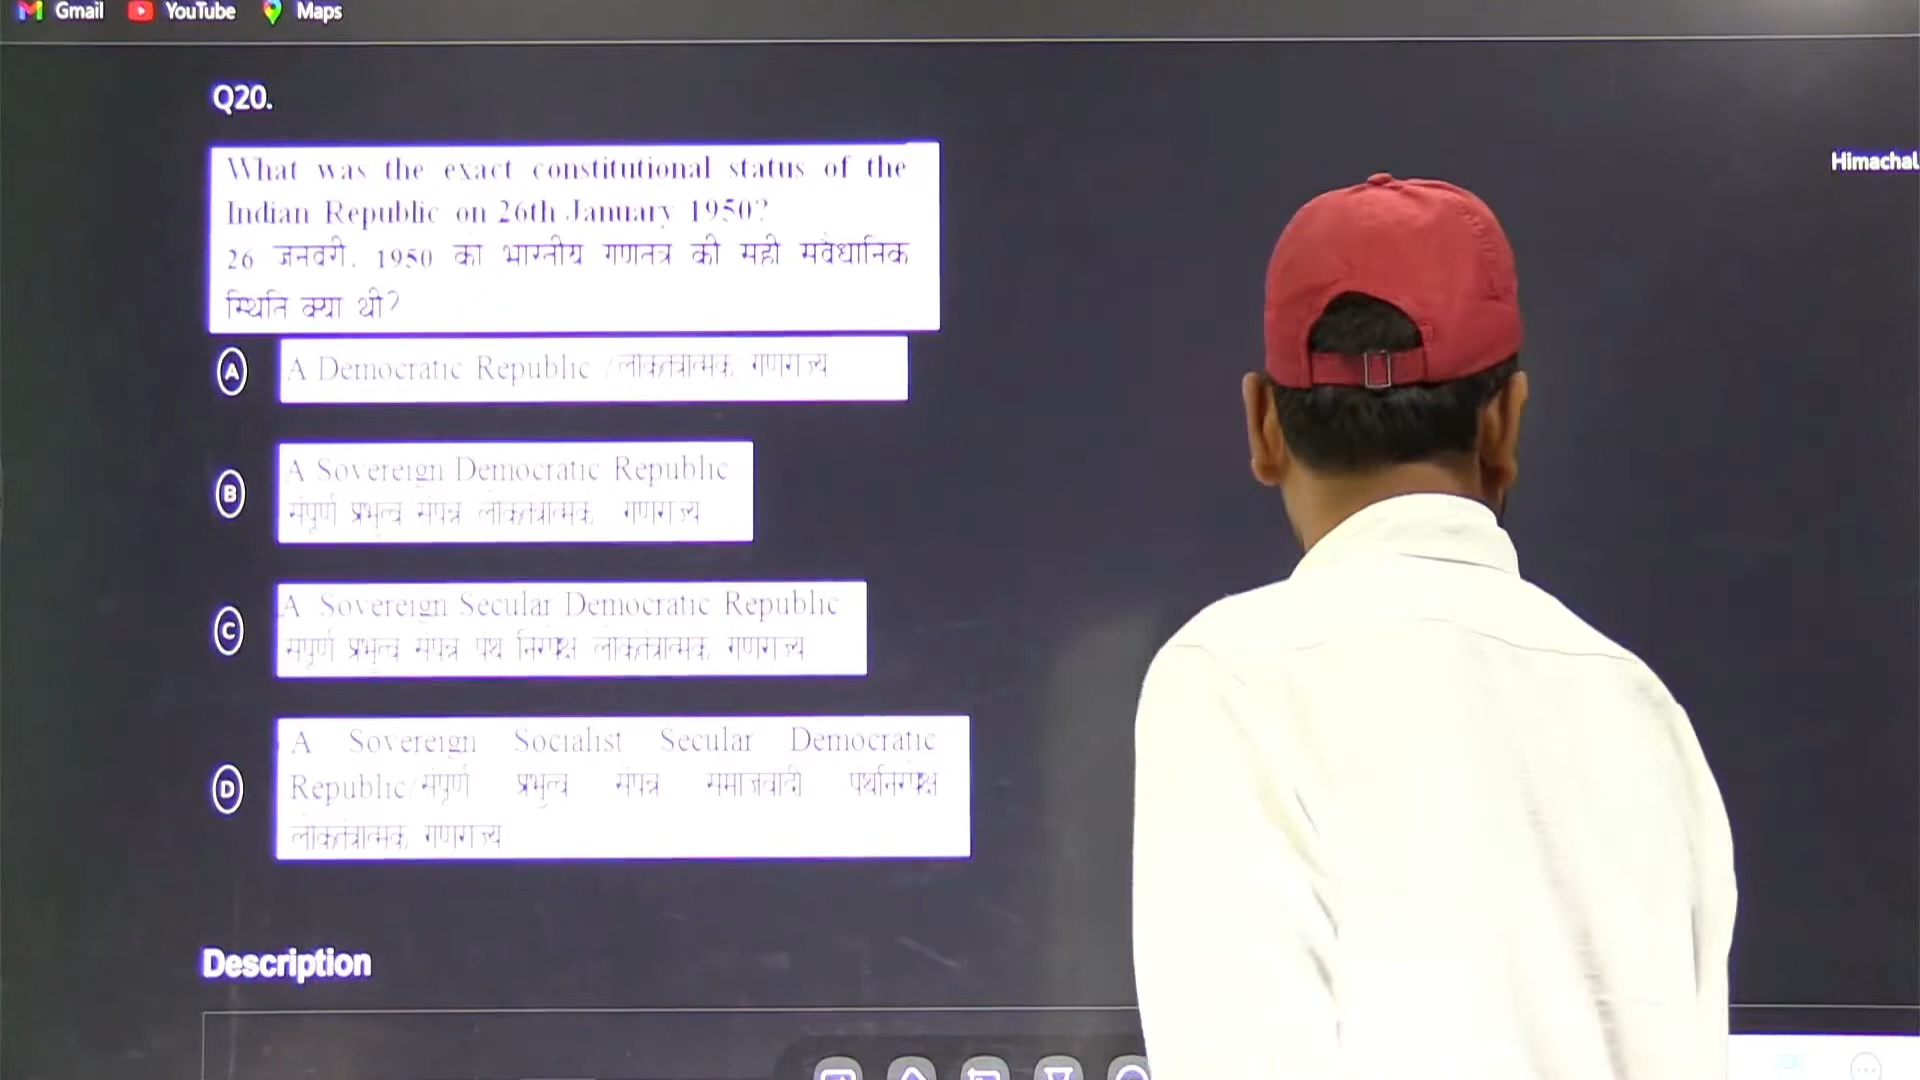 Gmail YouTube Maps
Q20.
Himachal
What was the exact constitutional status of the
Indian Republic on 26th January 1950?
26 जनवरी, 1950 को भारतीय गणतंत्र की सही संवैधानिक
स्थिति क्या थी?
A A Democratic Republic /लोकतंत्रात्मक गणराज्य
B A Sovereign Democratic Republic
संपूर्ण प्रभुत्व संपन्न लोकतंत्रात्मक गणराज्य
C A Sovereign Secular Democratic Republic
संपूर्ण प्रभुत्व संपन्न पंथ निरपेक्ष लोकतंत्रात्मक गणराज्य
D A Sovereign Socialist Secular Democratic
Republic/संपूर्ण प्रभुत्व संपन्न समाजवादी पंथनिरपेक्ष
लोकतंत्रात्मक गणराज्य
Description